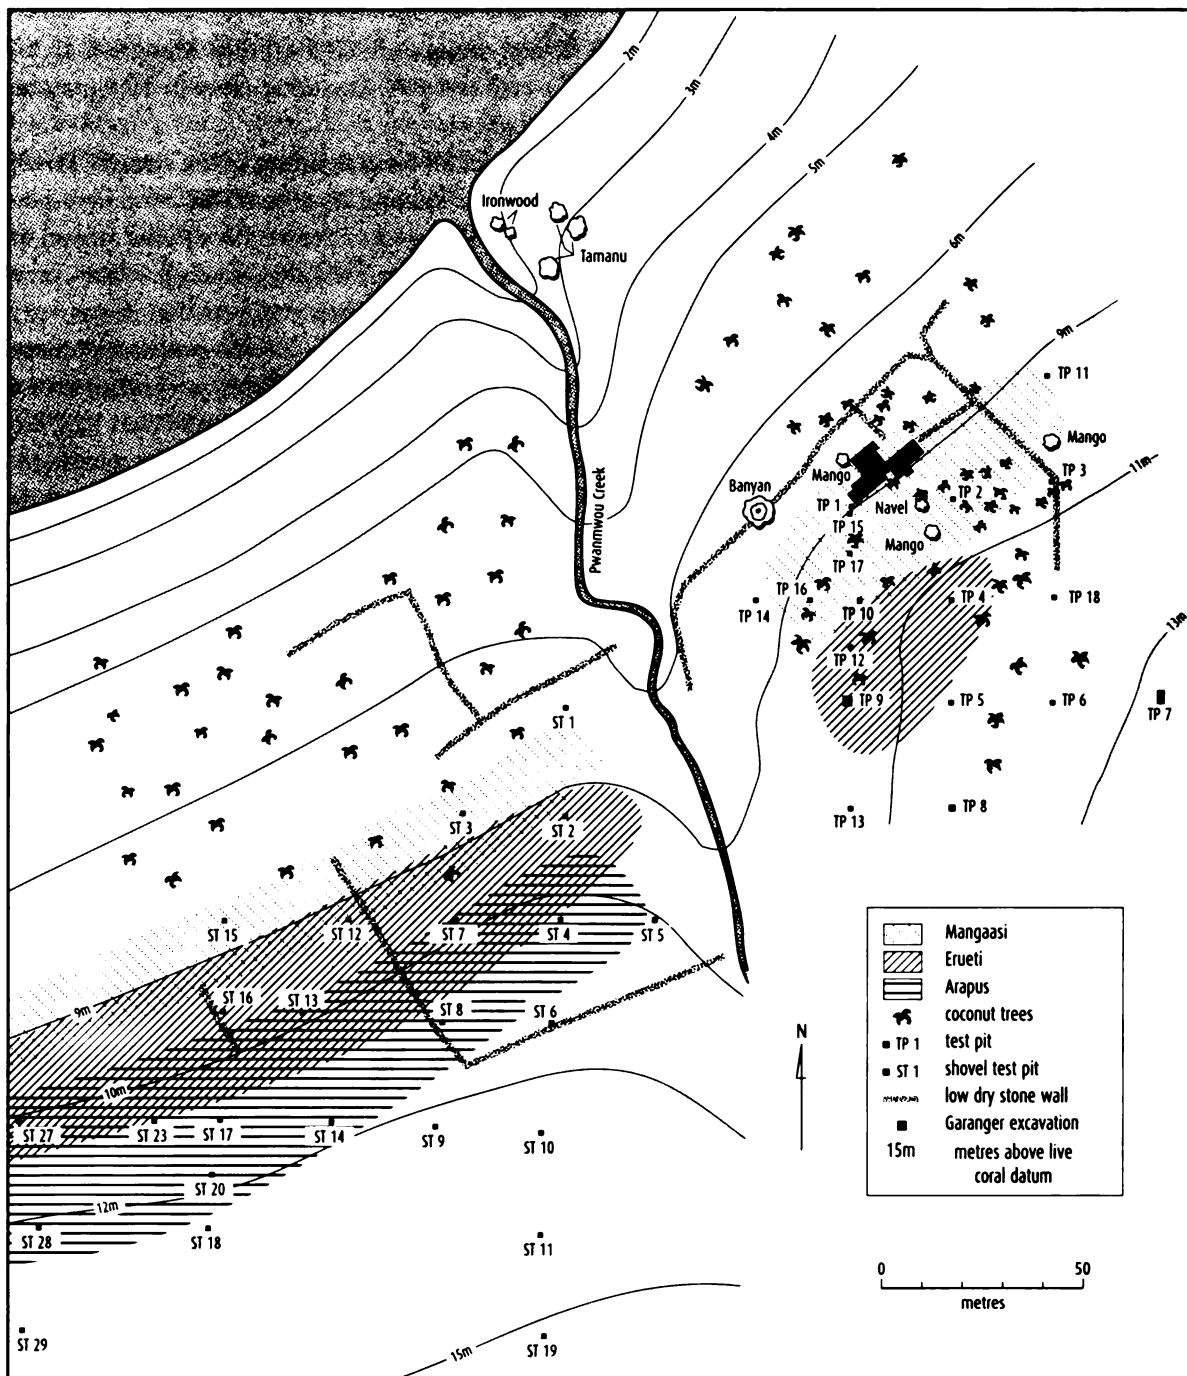 2m
3m
4m
5m
6m
Ironwood
Tamanu
Pwanmwou Creek
9m
TP 11
Mango
TP 3
11m
Mango
Banyan
TP 2
TP 1
Navel
TP 15
Mango
TP 17
TP 16
TP 14
TP 10
TP 4
TP 18
13m
TP 12
TP 9
TP 5
TP 6
TP 7
TP 13
TP 8
ST 1
ST 3
ST 2
ST 15
ST 12
ST 7
ST 4
ST 5
9m
ST 16
ST 13
ST 8
ST 6
10m
ST 27
ST 23
ST 17
ST 14
ST 9
ST 10
ST 20
12m
ST 28
ST 18
ST 11
ST 29
15m
ST 19
N
Mangaasi
Erueti
Arapus
coconut trees
TP 1 test pit
ST 1 shovel test pit
low dry stone wall
Garanger excavation
15m metres above live
coral datum
0 50
metres